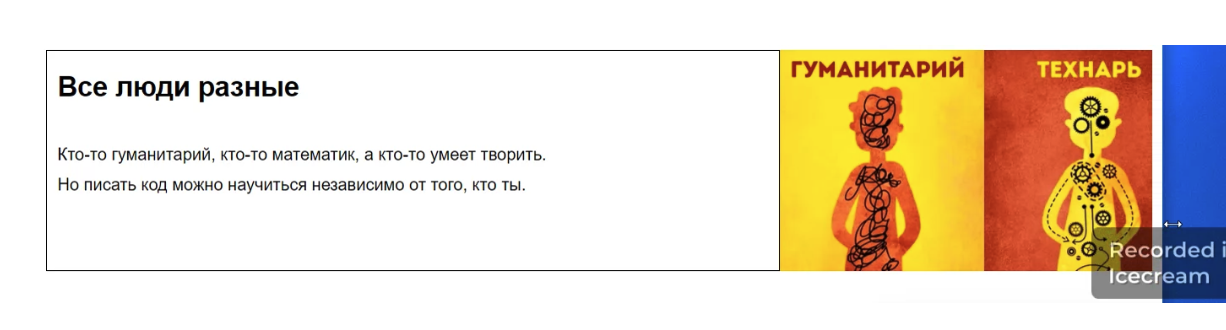 Все люди разные
Кто-то гуманитарий, кто-то математик, а кто-то умеет творить.
Но писать код можно научиться независимо от того, кто ты.
ГУМАНИТАРИЙ
ТЕХНАРЬ
Recorded i
Icecream